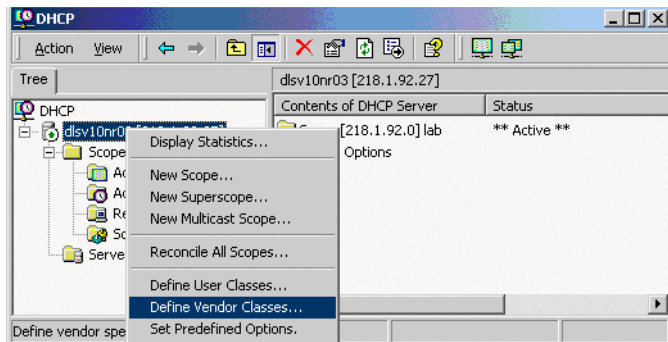 DHCP
Action View
Tree
dlsv10nr03 [218.1.92.27]
DHCP
Contents of DHCP Server Status
[218.1.92.0] lab ** Active **
Options
Scope
Serve
Display Statistics...
New Scope...
New Superscope...
New Multicast Scope...
Reconcile All Scopes...
Define User Classes...
Define Vendor Classes...
Set Predefined Options.
Define vendor spe